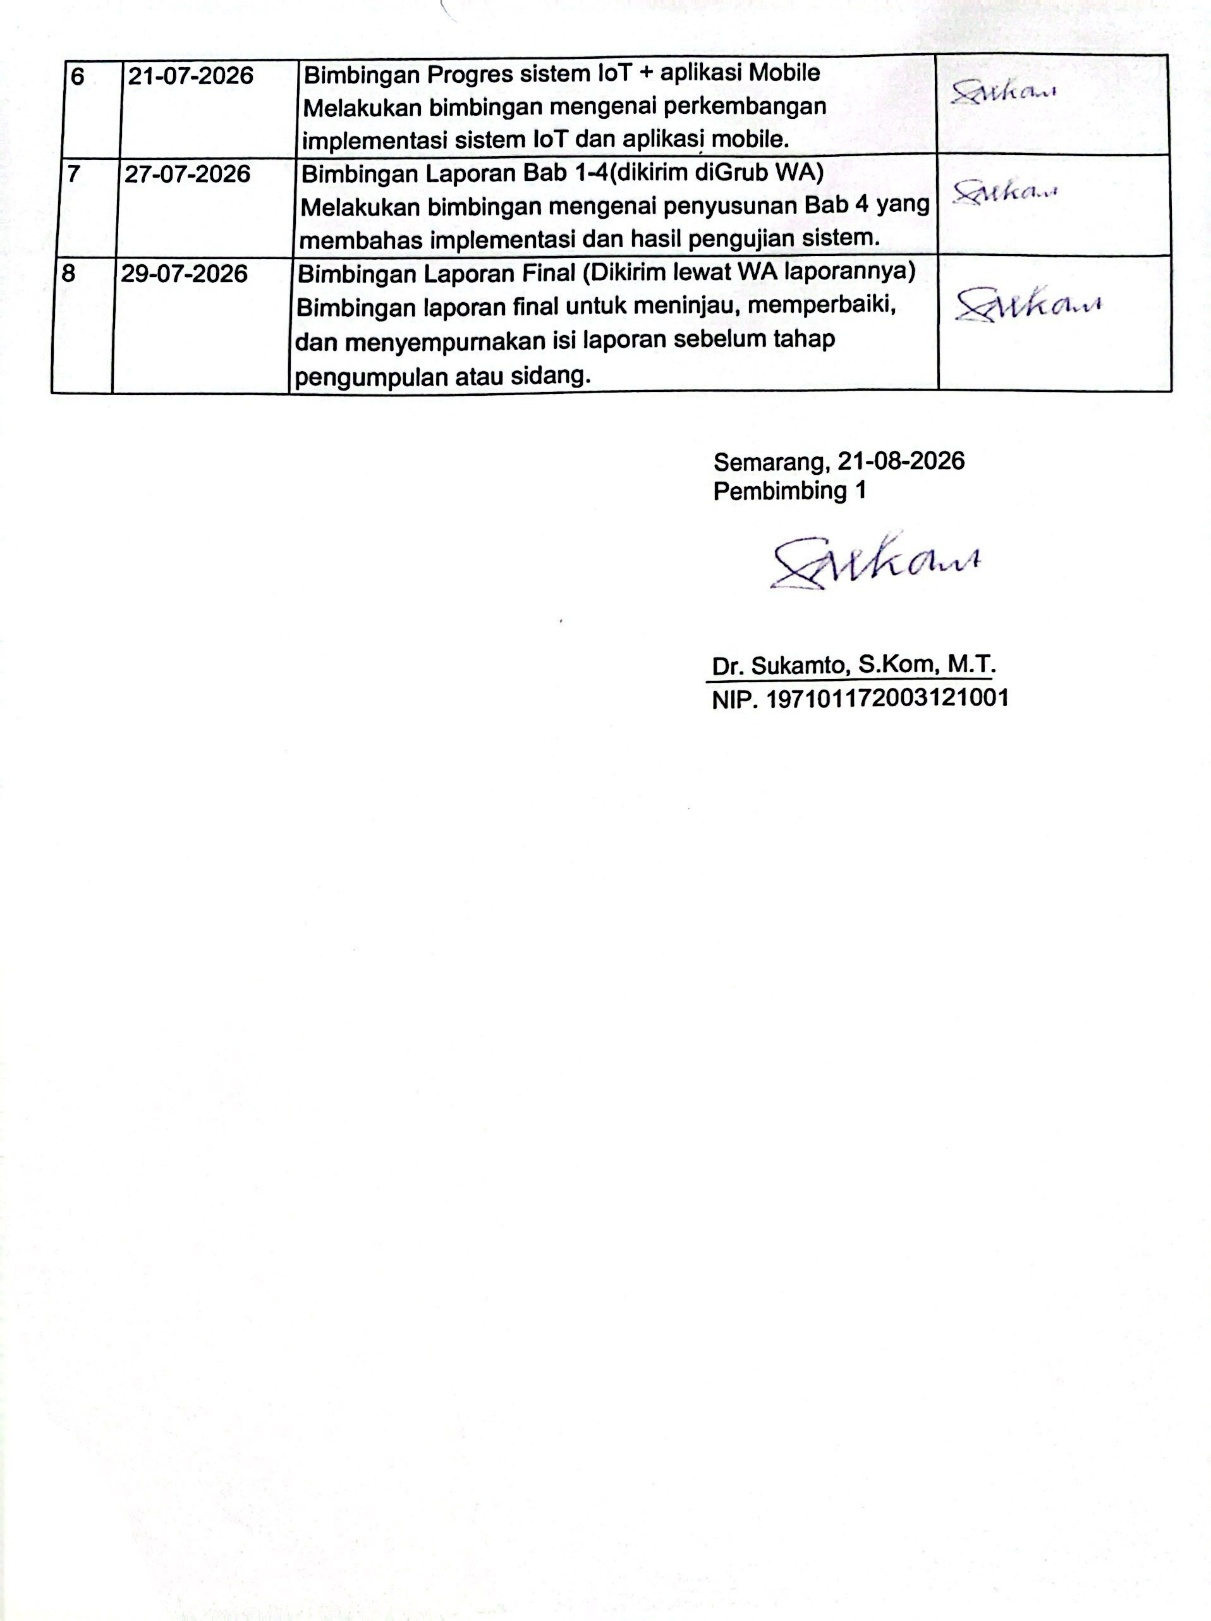 6 21-07-2026 Bimbingan Progres sistem IoT + aplikasi Mobile
Melakukan bimbingan mengenai perkembangan
implementasi sistem IoT dan aplikasi mobile.
7 27-07-2026 Bimbingan Laporan Bab 1-4(dikirim diGrub WA)
Melakukan bimbingan mengenai penyusunan Bab 4 yang
membahas implementasi dan hasil pengujian sistem.
8 29-07-2026 Bimbingan Laporan Final (Dikirim lewat WA laporannya)
Bimbingan laporan final untuk meninjau, memperbaiki,
dan menyempurnakan isi laporan sebelum tahap
pengumpulan atau sidang.
Semarang, 21-08-2026
Pembimbing 1
Dr. Sukamto, S.Kom, M.T.
NIP. 197101172003121001